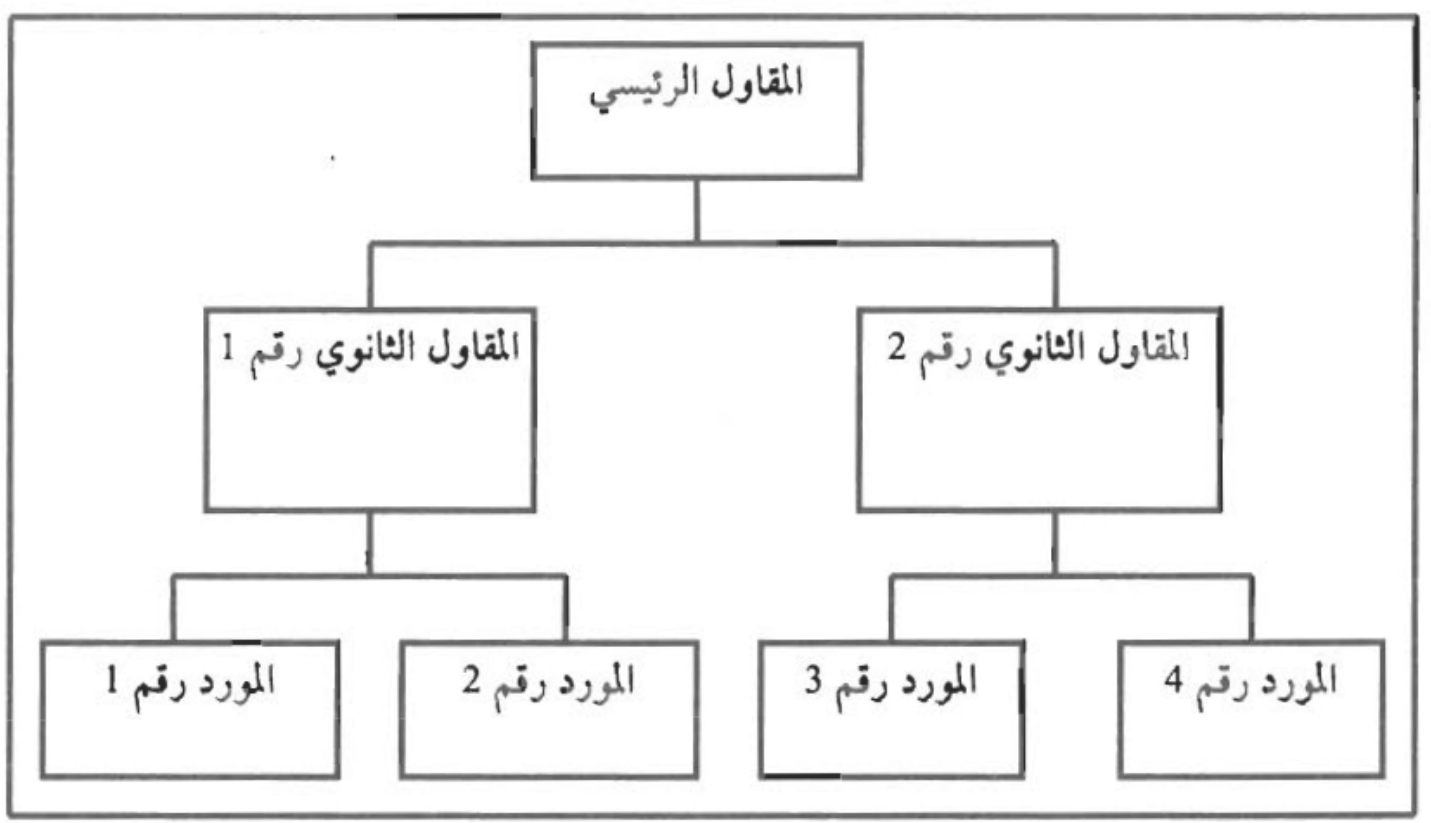 المقاول الرئيسي
المقاول الثانوي رقم 1
المقاول الثانوي رقم 2
المورد رقم 1
المورد رقم 2
المورد رقم 3
المورد رقم 4